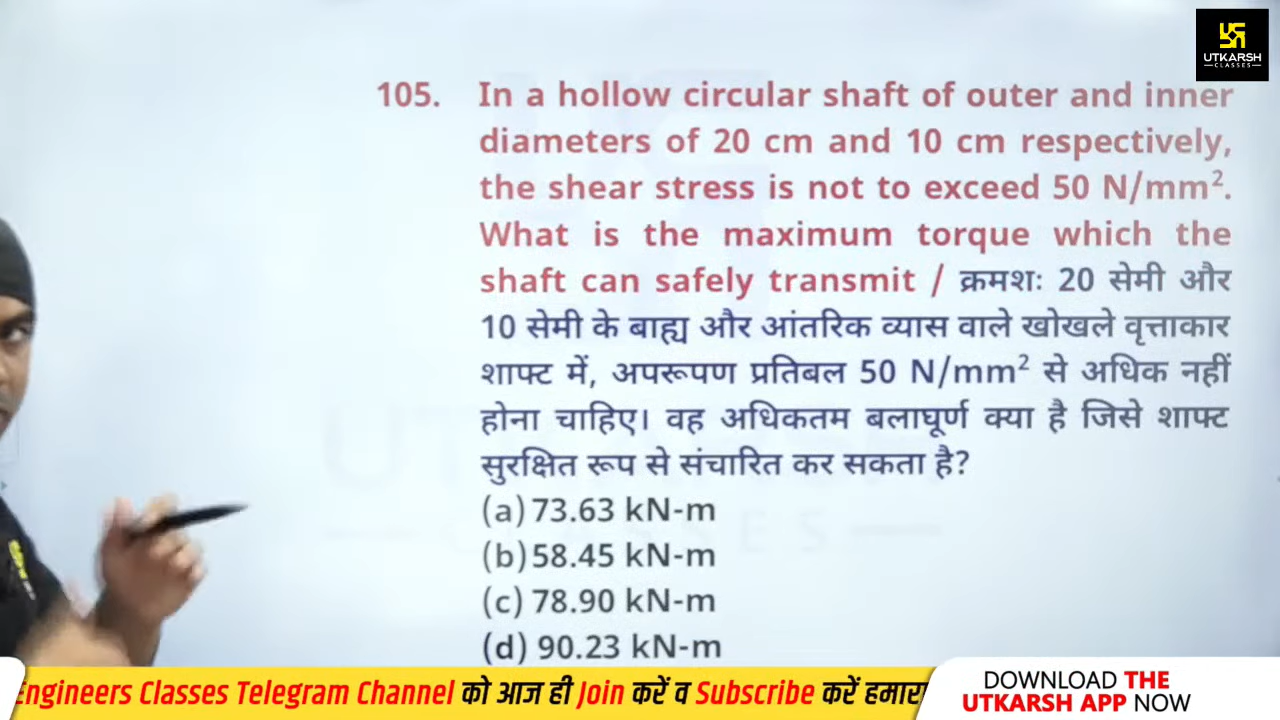 UTKARSH
CLASSES
105. In a hollow circular shaft of outer and inner
diameters of 20 cm and 10 cm respectively,
the shear stress is not to exceed 50 N/mm².
What is the maximum torque which the
shaft can safely transmit / क्रमशः 20 सेमी और
10 सेमी के बाह्य और आंतरिक व्यास वाले खोखले वृत्ताकार
शाफ्ट में, अपरूपण प्रतिबल 50 N/mm² से अधिक नहीं
होना चाहिए। वह अधिकतम बलाघूर्ण क्या है जिसे शाफ्ट
सुरक्षित रूप से संचारित कर सकता है?
(a) 73.63 kN-m
(b) 58.45 kN-m
(c) 78.90 kN-m
(d) 90.23 kN-m
Engineers Classes Telegram Channel को आज ही Join करें व Subscribe करें हमारा
DOWNLOAD THE
UTKARSH APP NOW